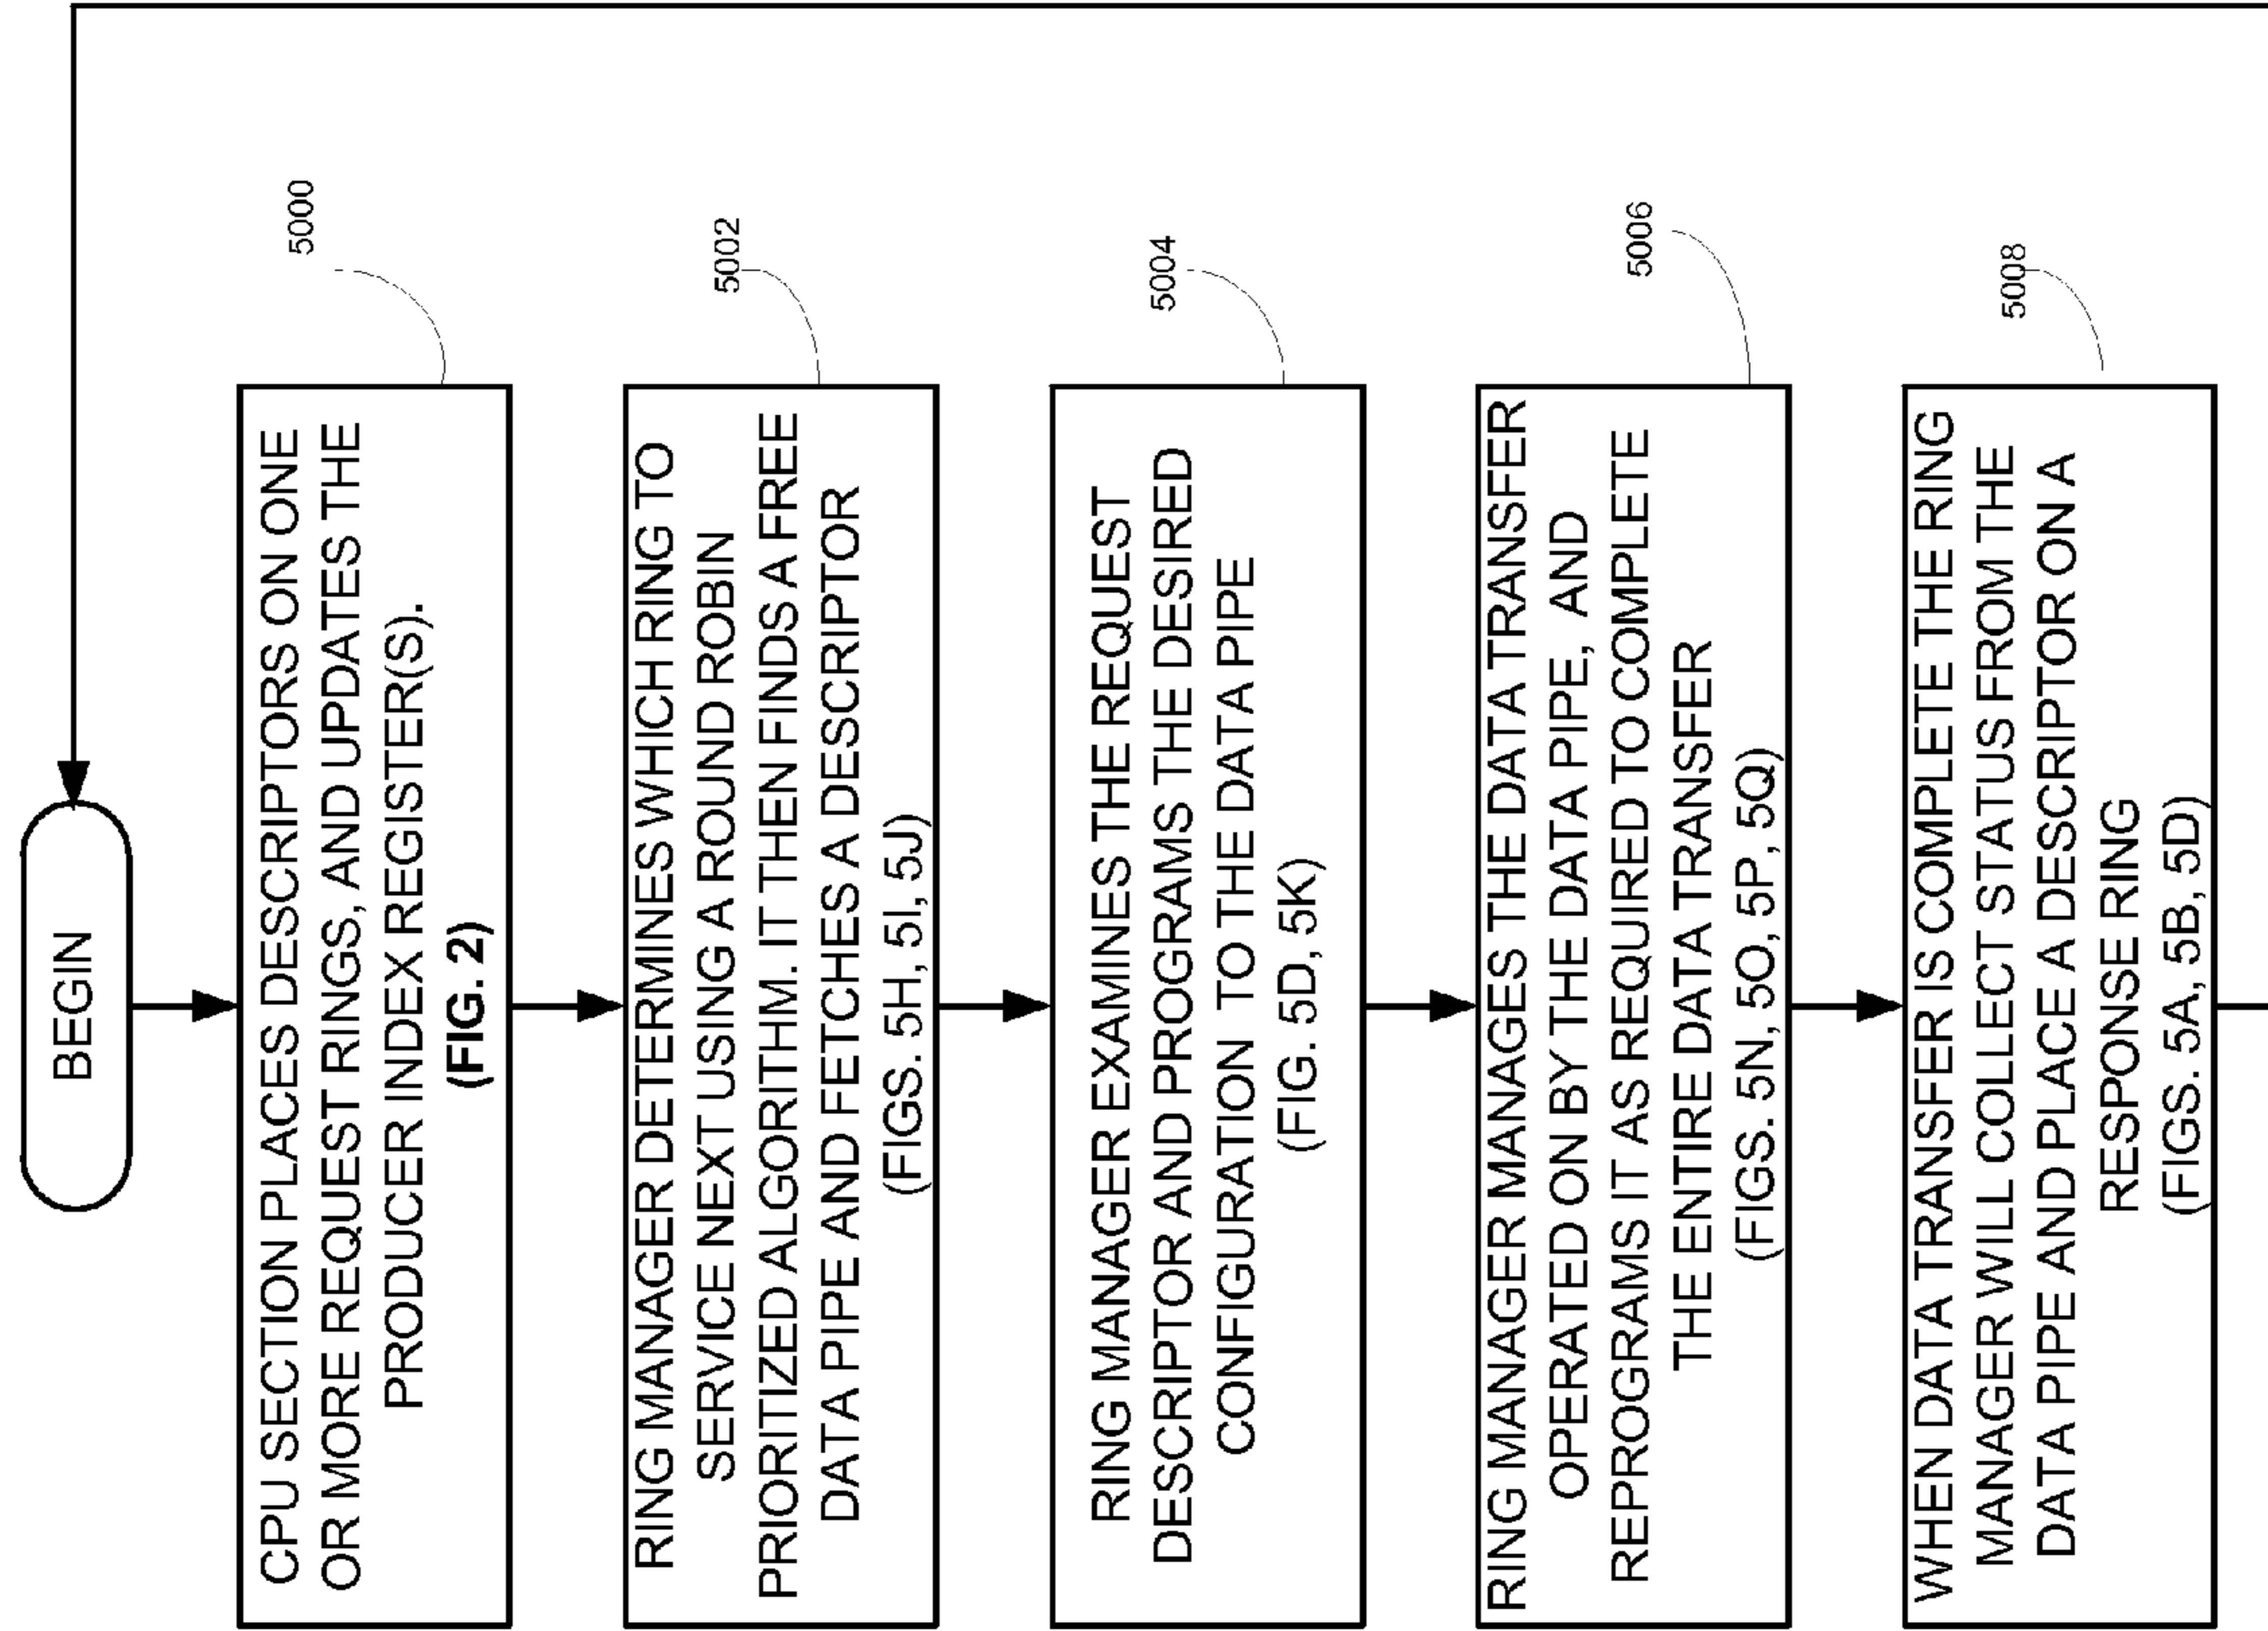 BEGIN
CPU SECTION PLACES DESCRIPTORS ON ONE
OR MORE REQUEST RINGS, AND UPDATES THE
PRODUCER INDEX REGISTER(S).
(FIG. 2)
5000
RING MANAGER DETERMINES WHICH RING TO
SERVICE NEXT USING A ROUND ROBIN
PRIORITIZED ALGORITHM. IT THEN FINDS A FREE
DATA PIPE AND FETCHES A DESCRIPTOR
(FIGS. 5H, 5I, 5J)
5002
RING MANAGER EXAMINES THE REQUEST
DESCRIPTOR AND PROGRAMS THE DESIRED
CONFIGURATION TO THE DATA PIPE
(FIG. 5D, 5K)
5004
RING MANAGER MANAGES THE DATA TRANSFER
OPERATED ON BY THE DATA PIPE, AND
REPROGRAMS IT AS REQUIRED TO COMPLETE
THE ENTIRE DATA TRANSFER
(FIGS. 5N, 5O, 5P, 5Q)
5006
WHEN DATA TRANSFER IS COMPLETE THE RING
MANAGER WILL COLLECT STATUS FROM THE
DATA PIPE AND PLACE A DESCRIPTOR ON A
RESPONSE RING
(FIGS. 5A, 5B, 5D)
5008